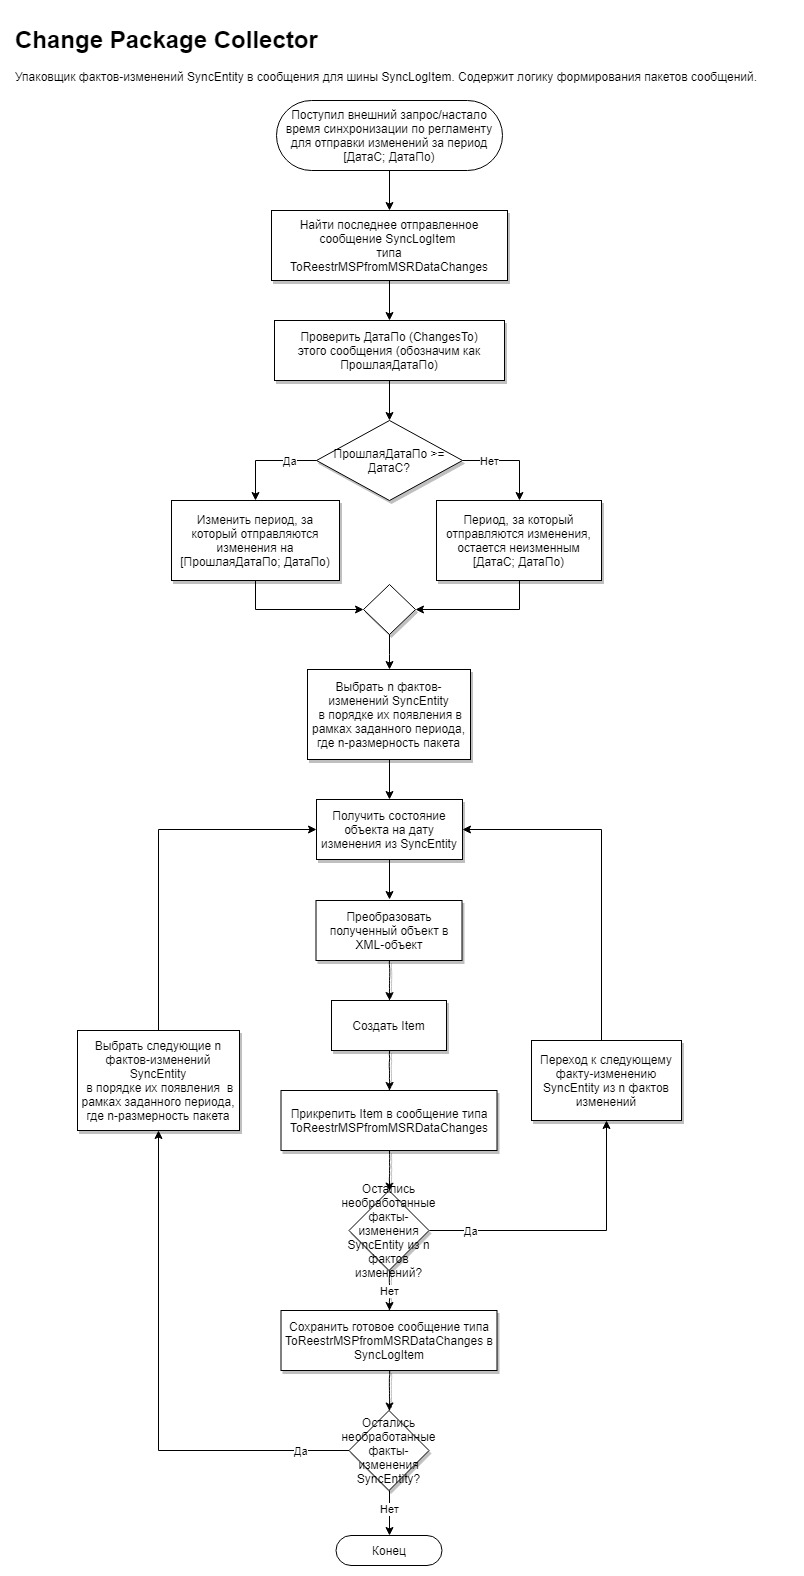 Change Package Collector
Упаковщик фактов-изменений SyncEntity в сообщения для шины SyncLogItem. Содержит логику формирования пакетов сообщений.
Поступил внешний запрос/настало
время синхронизации по регламенту
для отправки изменений за период
[ДатаС; ДатаПо)
Найти последнее отправленное
сообщение SyncLogItem
типа
ToReestrMSPfromMSRDataChanges
Проверить ДатаПо (ChangesTo)
этого сообщения (обозначим как
ПрошлаяДатаПо)
ПрошлаяДатаПо >=
ДатаС?
Да
Нет
Изменить период, за
который отправляются
изменения на
[ПрошлаяДатаПо; ДатаПо)
Период, за который
отправляются изменения,
остается неизменным
[ДатаС; ДатаПо)
Выбрать n фактов-
изменений SyncEntity
в порядке их появления в
рамках заданного периода,
где n-размерность пакета
Получить состояние
объекта на дату
изменения из SyncEntity
Преобразовать
полученный объект в
XML-объект
Создать Item
Выбрать следующие n
фактов-изменений
SyncEntity
в порядке их появления в
рамках заданного периода,
где n-размерность пакета
Переход к следующему
факту-изменению
SyncEntity из n фактов
изменений
Прикрепить Item в сообщение типа
ToReestrMSPfromMSRDataChanges
Остались
необработанные
факты-
изменения
SyncEntity из n
фактов
изменений?
Да
Нет
Сохранить готовое сообщение типа
ToReestrMSPfromMSRDataChanges в
SyncLogItem
Остались
необработанные
факты-
изменения
SyncEntity?
Да
Нет
Конец